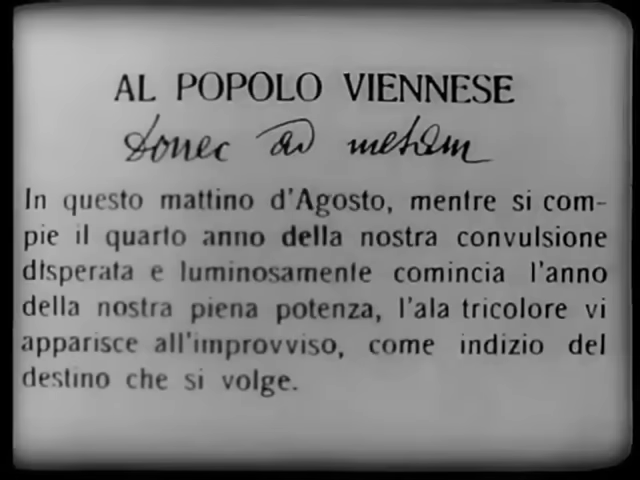 AL POPOLO VIENNESE
Donec ad metam
In questo mattino d'Agosto, mentre si com-
pie il quarto anno della nostra convulsione
disperata e luminosamente comincia l'anno
della nostra piena potenza, l'ala tricolore vi
apparisce all'improvviso, come indizio del
destino che si volge.